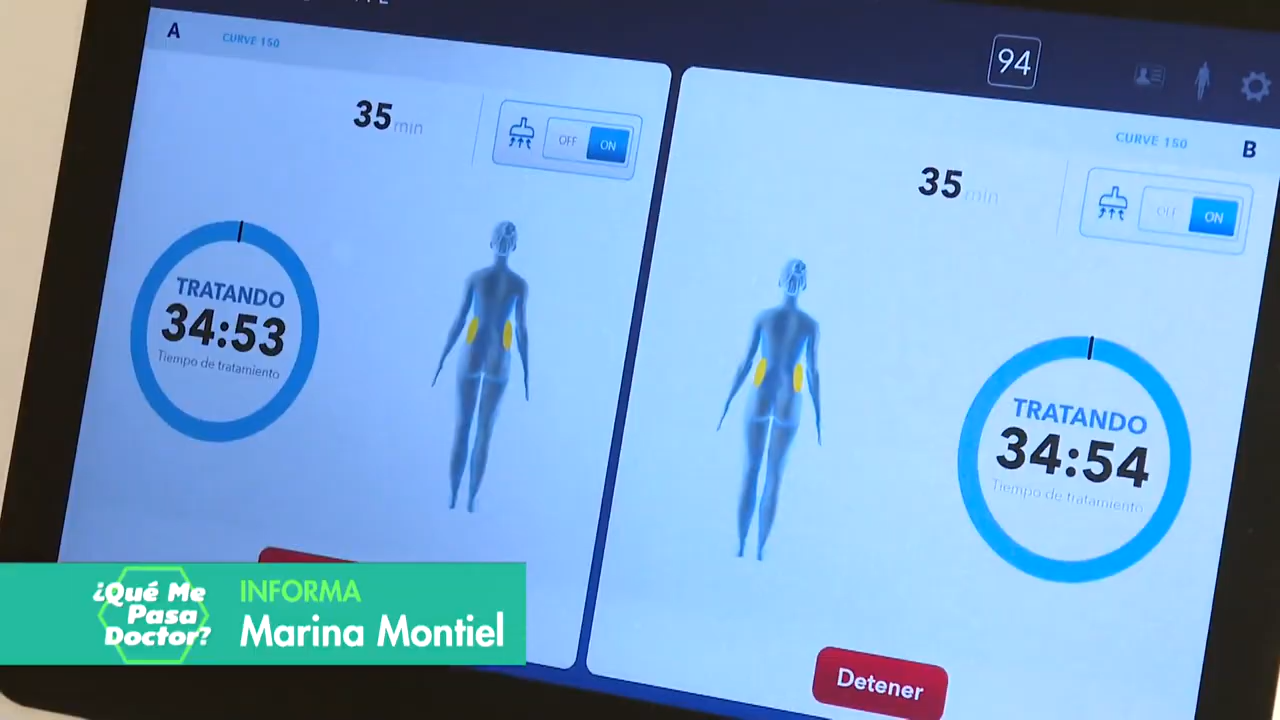 A
CURVE 150
35 min
OFF ON
TRATANDO
34:53
Tiempo de tratamiento
94
CURVE 150
B
35 min
OFF ON
TRATANDO
34:54
Tiempo de tratamiento
Detener
¿Qué Me
Pasa
Doctor?
INFORMA
Marina Montiel